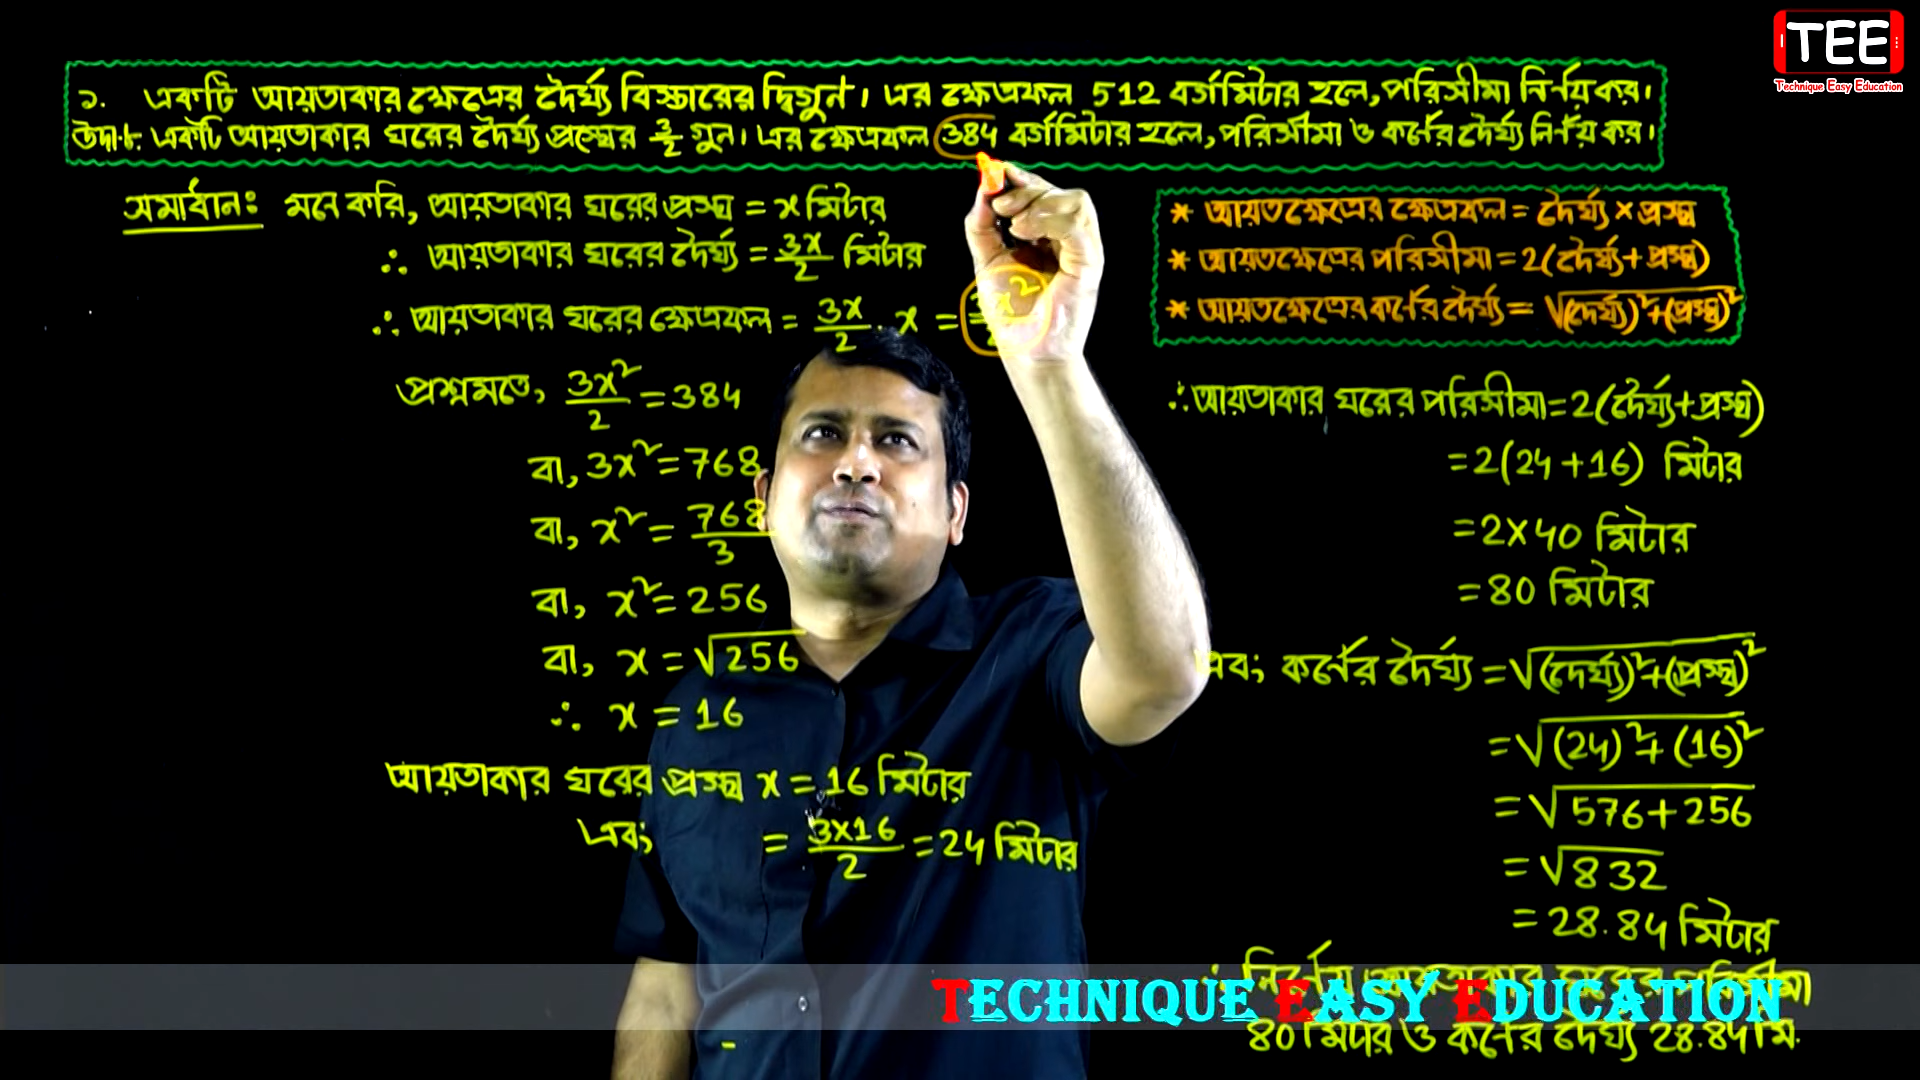 TEE
Technique Easy Education
১. একটি আয়তাকার ক্ষেত্রের দৈর্ঘ্য বিস্তারের দ্বিগুন। এর ক্ষেত্রফল 512 বর্গমিটার হলে, পরিসীমা নির্ণয় কর।
উদা-৮. একটি আয়তাকার ঘরের দৈর্ঘ্য প্রস্থের 3/2 গুন। এর ক্ষেত্রফল 384 বর্গমিটার হলে, পরিসীমা ও কর্ণের দৈর্ঘ্য নির্ণয় কর।
সমাধান: মনে করি, আয়তাকার ঘরের প্রস্থ = x মিটার
∴ আয়তাকার ঘরের দৈর্ঘ্য = 3x/2 মিটার
∴ আয়তাকার ঘরের ক্ষেত্রফল = 3x/2 . x =
প্রশ্নমতে, 3x²/2 = 384
বা, 3x² = 768
বা, x² = 768/3
বা, x² = 256
বা, x = √256
∴ x = 16
আয়তাকার ঘরের প্রস্থ x = 16 মিটার
এবং = 3×16/2 = 24 মিটার
* আয়তক্ষেত্রের ক্ষেত্রফল = দৈর্ঘ্য × প্রস্থ
* আয়তক্ষেত্রের পরিসীমা = 2(দৈর্ঘ্য + প্রস্থ)
* আয়তক্ষেত্রের কর্ণের দৈর্ঘ্য = √(দৈর্ঘ্য)² + (প্রস্থ)²
∴ আয়তাকার ঘরের পরিসীমা = 2(দৈর্ঘ্য + প্রস্থ)
= 2(24 + 16) মিটার
= 2 × 40 মিটার
= 80 মিটার
এবং কর্ণের দৈর্ঘ্য = √(দৈর্ঘ্য)² + (প্রস্থ)²
= √(24)² + (16)²
= √576 + 256
= √832
= 28.84 মিটার
∴ নির্ণেয় আয়তাকার ঘরের পরিসীমা
80 মিটার ও কর্ণের দৈর্ঘ্য 28.84 মি.
TECHNIQUE EASY EDUCATION